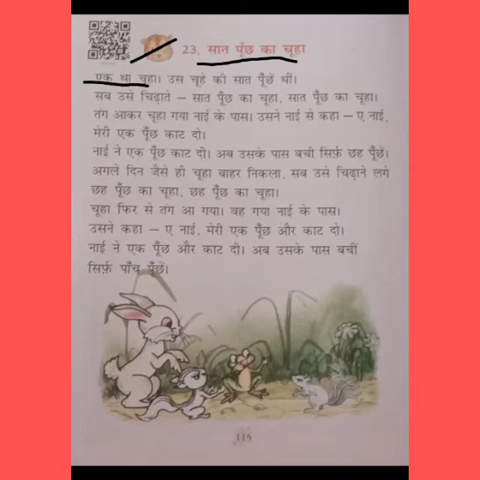 23. सात पूँछ का चूहा
एक था चूहा। उस चूहे की सात पूँछें थीं।
सब उसे चिढ़ाते – सात पूँछ का चूहा, सात पूँछ का चूहा।
तंग आकर चूहा गया नाई के पास। उसने नाई से कहा – ए नाई,
मेरी एक पूँछ काट दो।
नाई ने एक पूँछ काट दी। अब उसके पास बची सिर्फ़ छह पूँछें।
अगले दिन जैसे ही चूहा बाहर निकला, सब उसे चिढ़ाने लगे
छह पूँछ का चूहा, छह पूँछ का चूहा।
चूहा फिर से तंग आ गया। वह गया नाई के पास।
उसने कहा – ए नाई, मेरी एक पूँछ और काट दो।
नाई ने एक पूँछ और काट दी। अब उसके पास बचीं
सिर्फ़ पाँच पूँछें।
115